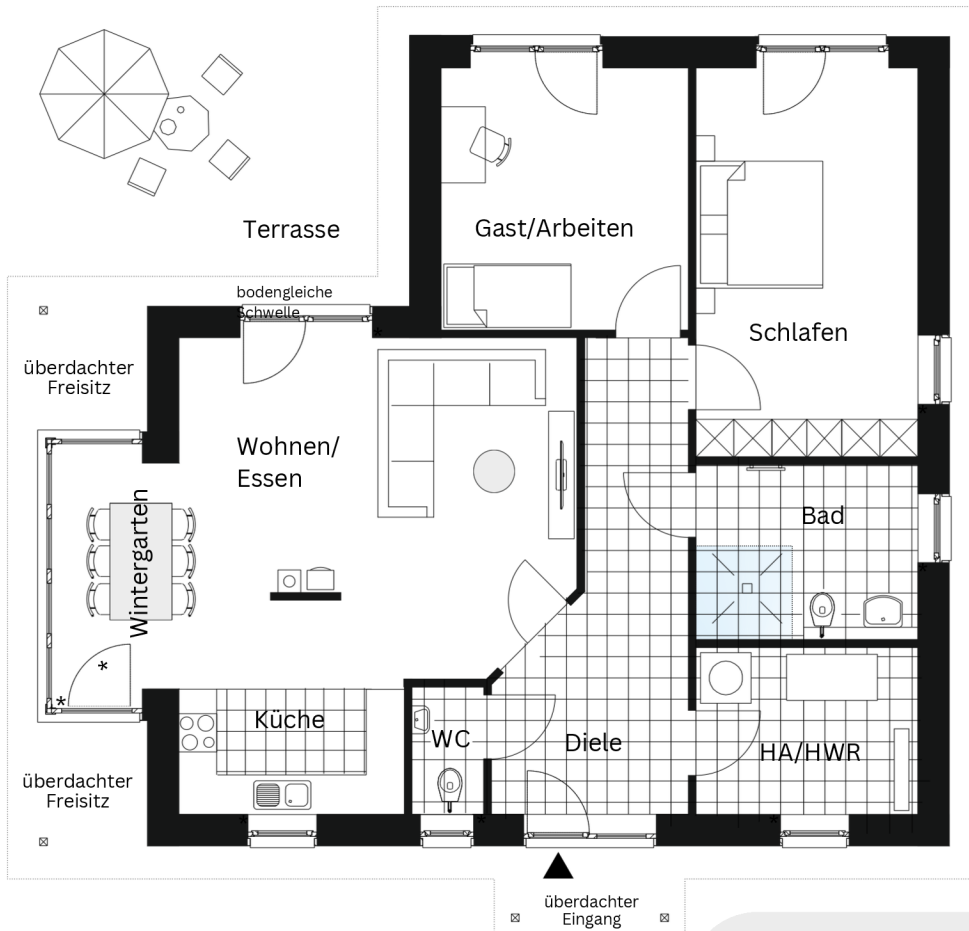 Terrasse
Gast/Arbeiten
bodengleiche
Schwelle
Schlafen
überdachter
Freisitz
Wohnen/
Essen
Wintergarten
Bad
Küche
WC
Diele
HA/HWR
überdachter
Freisitz
überdachter
Eingang